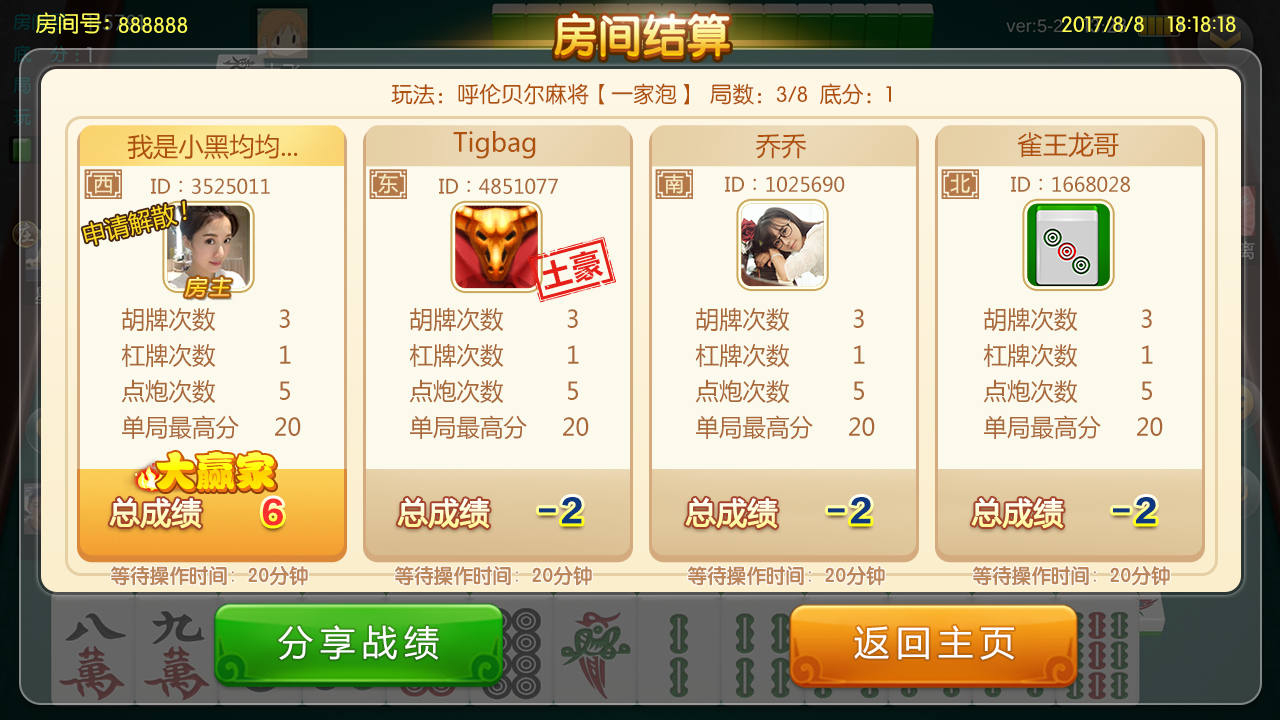 房间号：888888
房间结算
ver:5-2
2017/8/8 18:18:18
玩法：呼伦贝尔麻将【一家泡】 局数：3/8 底分：1
我是小黑均均...
西
ID：3525011
申请解散！
房主
胡牌次数 3
杠牌次数 1
点炮次数 5
单局最高分 20
大赢家
总成绩 6
等待操作时间：20分钟
Tigbag
东
ID：4851077
土豪
胡牌次数 3
杠牌次数 1
点炮次数 5
单局最高分 20
总成绩 -2
等待操作时间：20分钟
乔乔
南
ID：1025690
胡牌次数 3
杠牌次数 1
点炮次数 5
单局最高分 20
总成绩 -2
等待操作时间：20分钟
雀王龙哥
北
ID：1668028
胡牌次数 3
杠牌次数 1
点炮次数 5
单局最高分 20
总成绩 -2
等待操作时间：20分钟
八萬 九萬
分享战绩
返回主页